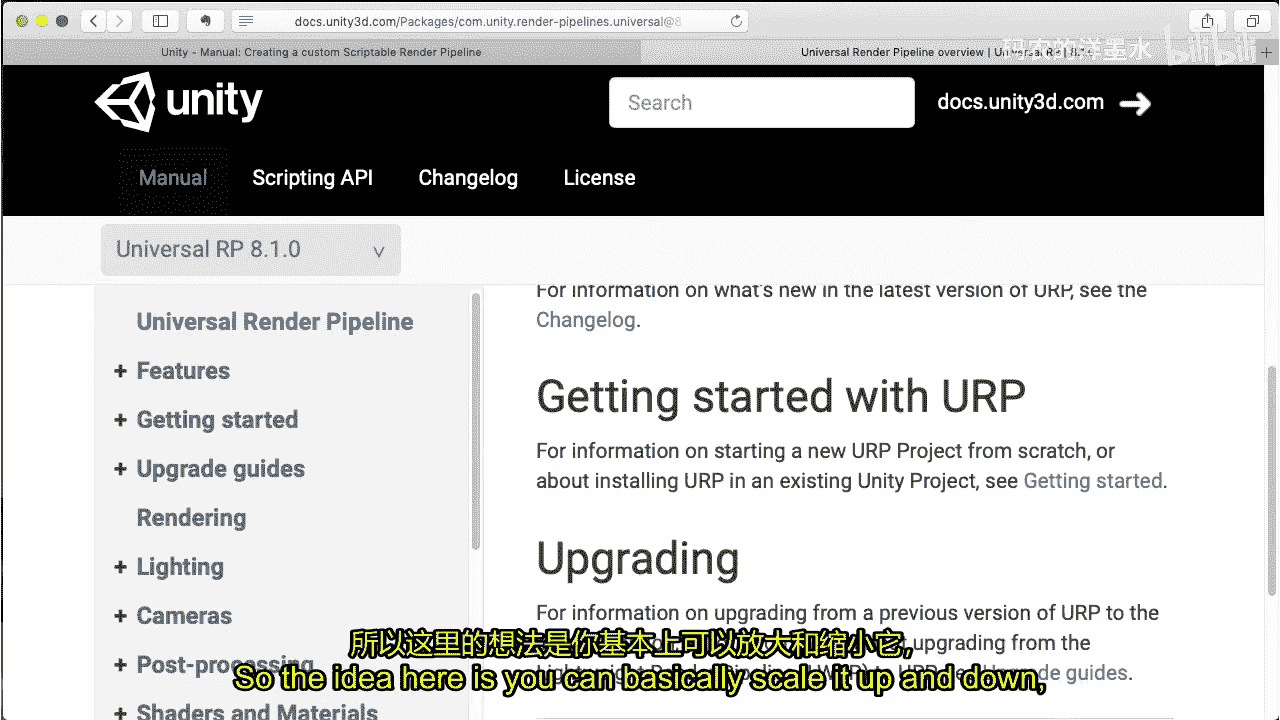 docs.unity3d.com/Packages/com.unity.render-pipelines.universal@8
Unity - Manual: Creating a custom Scriptable Render Pipeline
Universal Render Pipeline overview | Universal RP
码农的洋墨水 bilibili
unity
Search
docs.unity3d.com
Manual
Scripting API
Changelog
License
Universal RP 8.1.0
Universal Render Pipeline
+ Features
+ Getting started
+ Upgrade guides
Rendering
+ Lighting
+ Cameras
+ Post-processing
+ Shaders and Materials
For information on what's new in the latest version of URP, see the
Changelog.
Getting started with URP
For information on starting a new URP Project from scratch, or
about installing URP in an existing Unity Project, see Getting started.
Upgrading
For information on upgrading from a previous version of URP to the
upgrading from the
guides.
所以这里的想法是你基本上可以放大和缩小它,
So the idea here is you can basically scale it up and down,